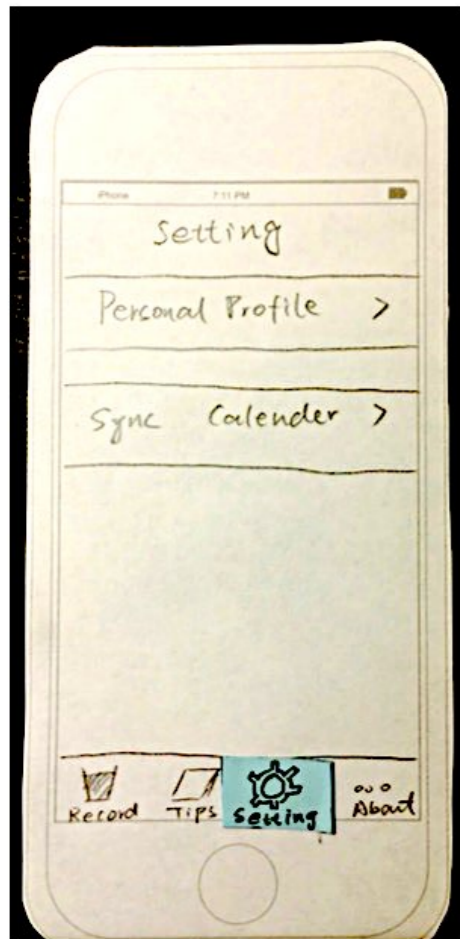 iPhone 7:11 PM
Setting
Personal Profile >
Sync Calender >
Record Tips Setting About